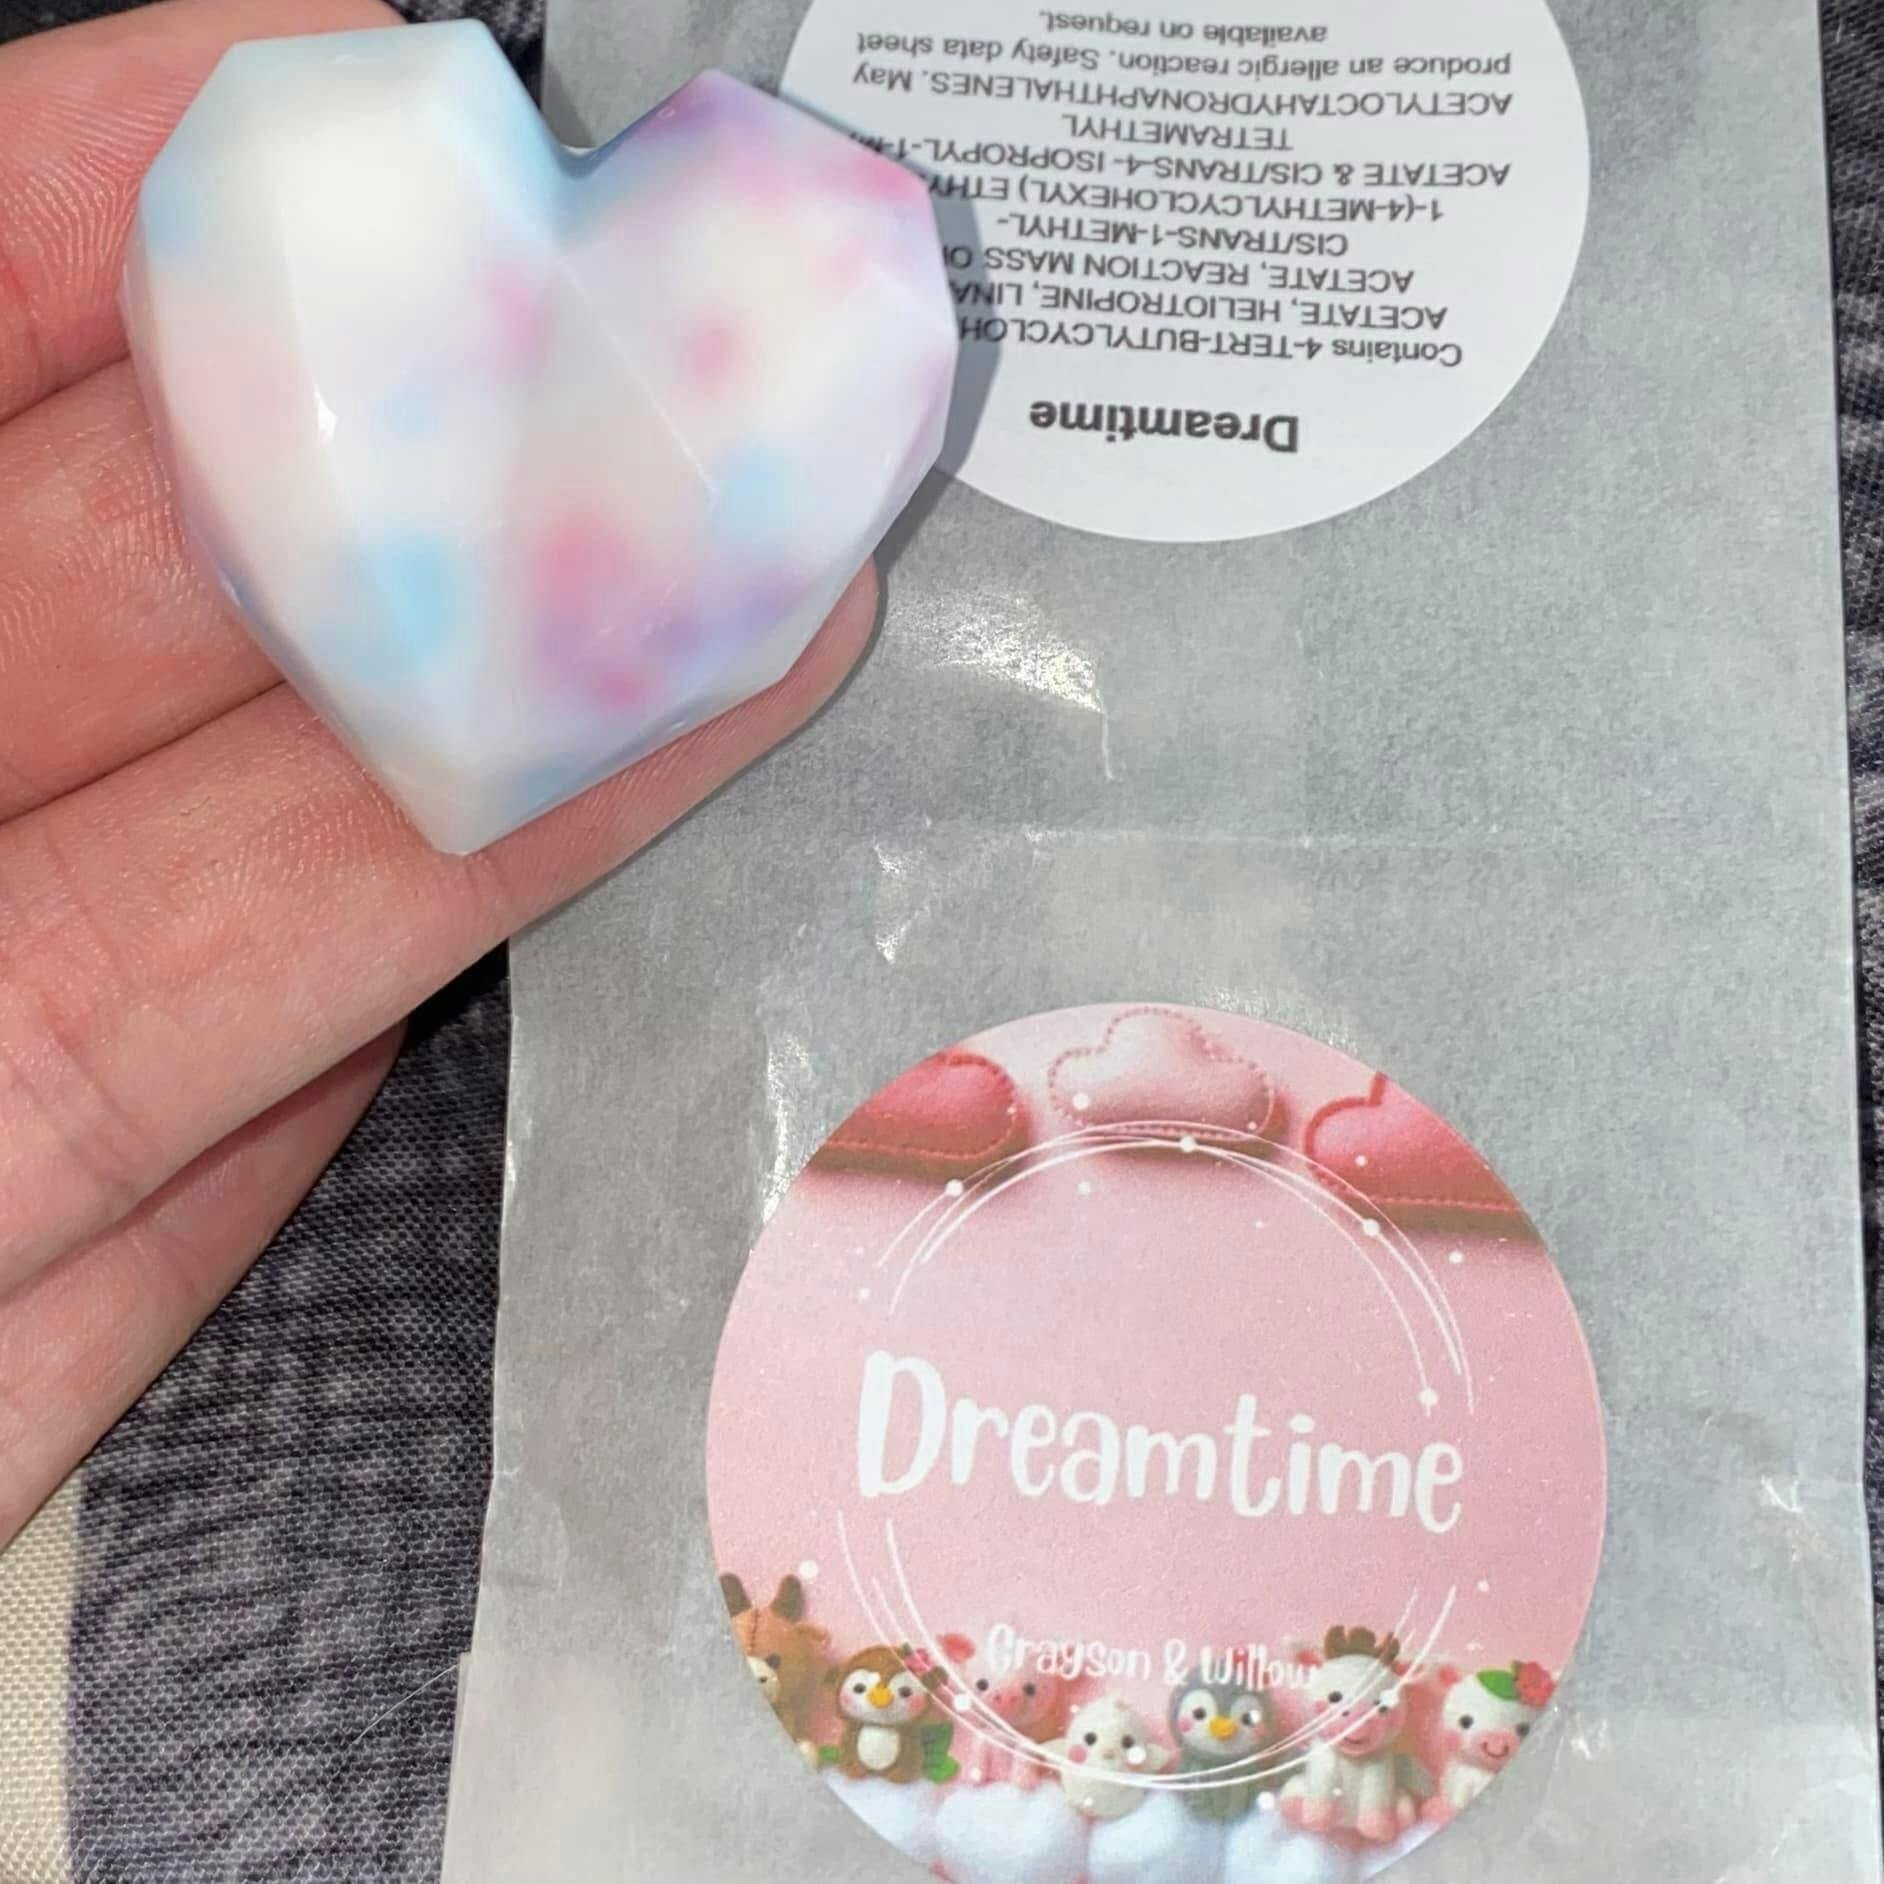 Dreamtime
Contains 4-TERT-BUTYLCYCLOH
ACETATE, HELIOTROPINE, LINA
ACETATE, REACTION MASS
CIS/TRANS-1-METHYL-
1-(4-METHYLCYCLOHEXYL) ETHY
ACETATE & CIS/TRANS-4- ISOPROPYL-1-M
TETRAMETHYL
ACETYLOCTAHYDRONAPHTHALENES. May
produce an allergic reaction. Safety data sheet
available on request.
Dreamtime
Grayson & Willow